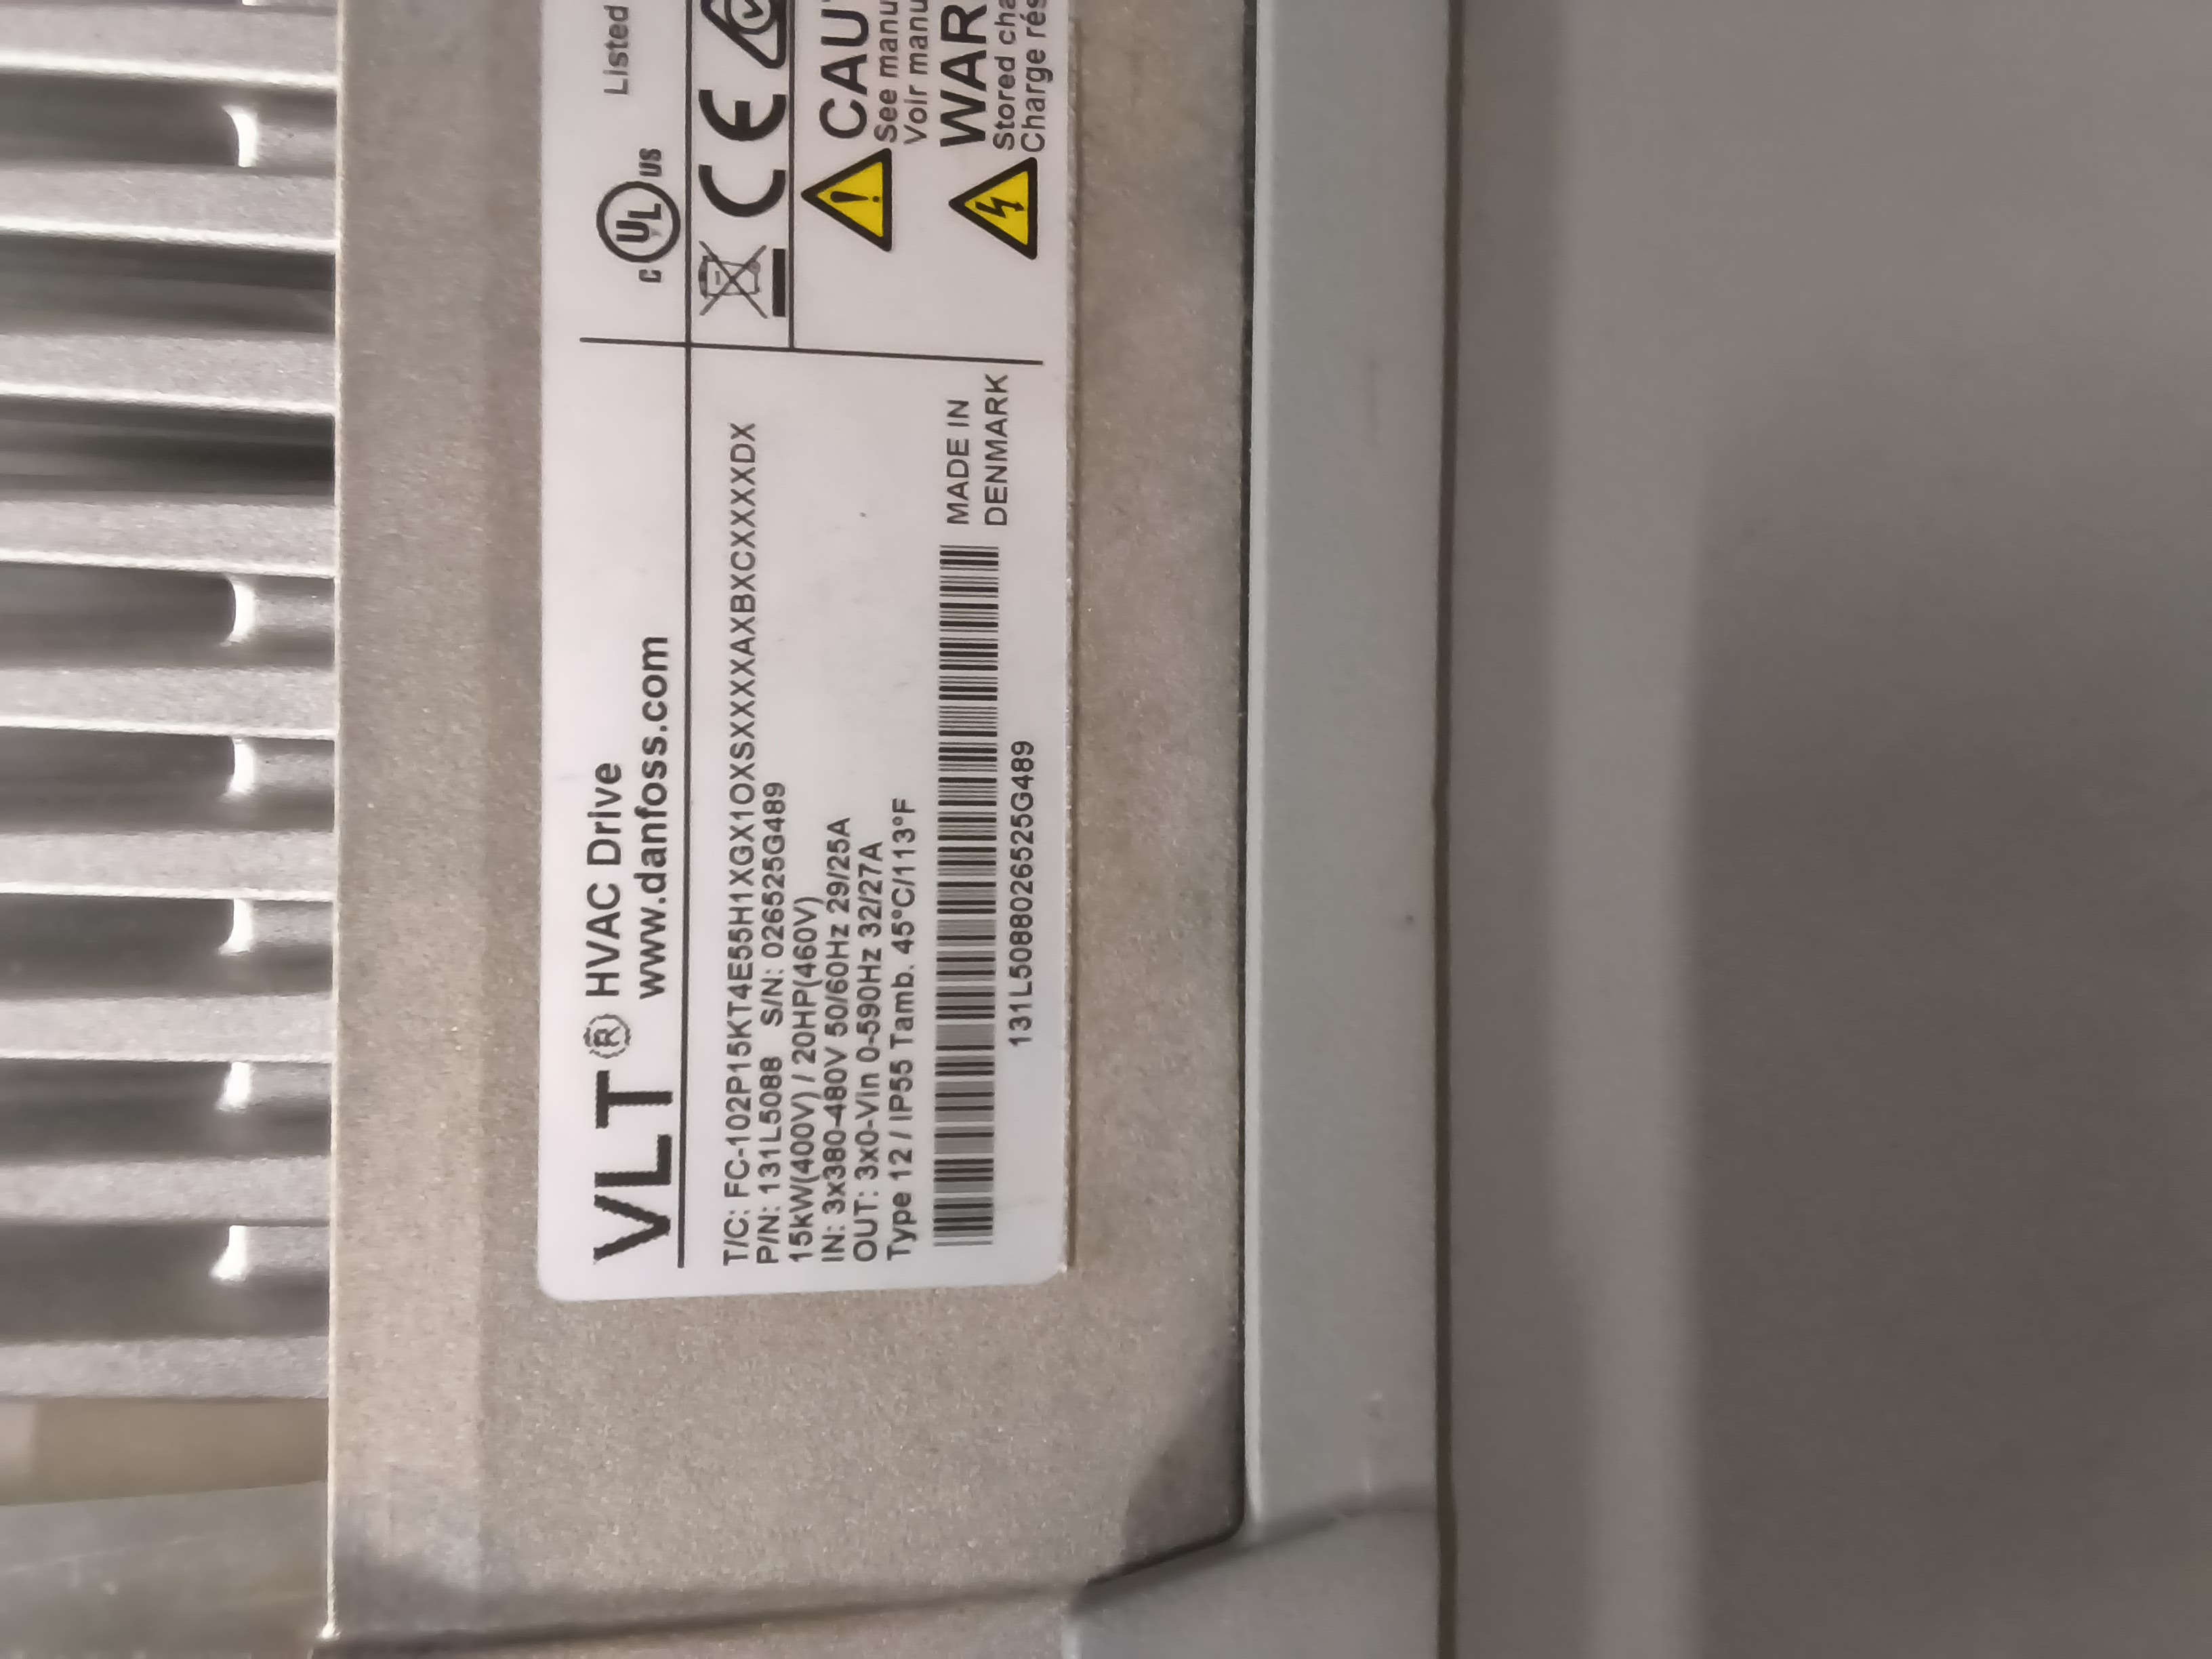 VLT® HVAC Drive
www.danfoss.com
T/C: FC-102P15KT4E55H1XGX1OXSXXXXAXBXCXXXXDX
P/N: 131L5088 S/N: 026525G489
15kW(400V) / 20HP(460V)
IN: 3x380-480V 50/60Hz 29/25A
OUT: 3x0-Vin 0-590Hz 32/27A
Type 12 / IP55 Tamb. 45°C/113°F
MADE IN
DENMARK
131L5088026525G489
c UL us Listed
CE
CAU
See manu
Voir manu
WAR
Stored cha
Charge rés